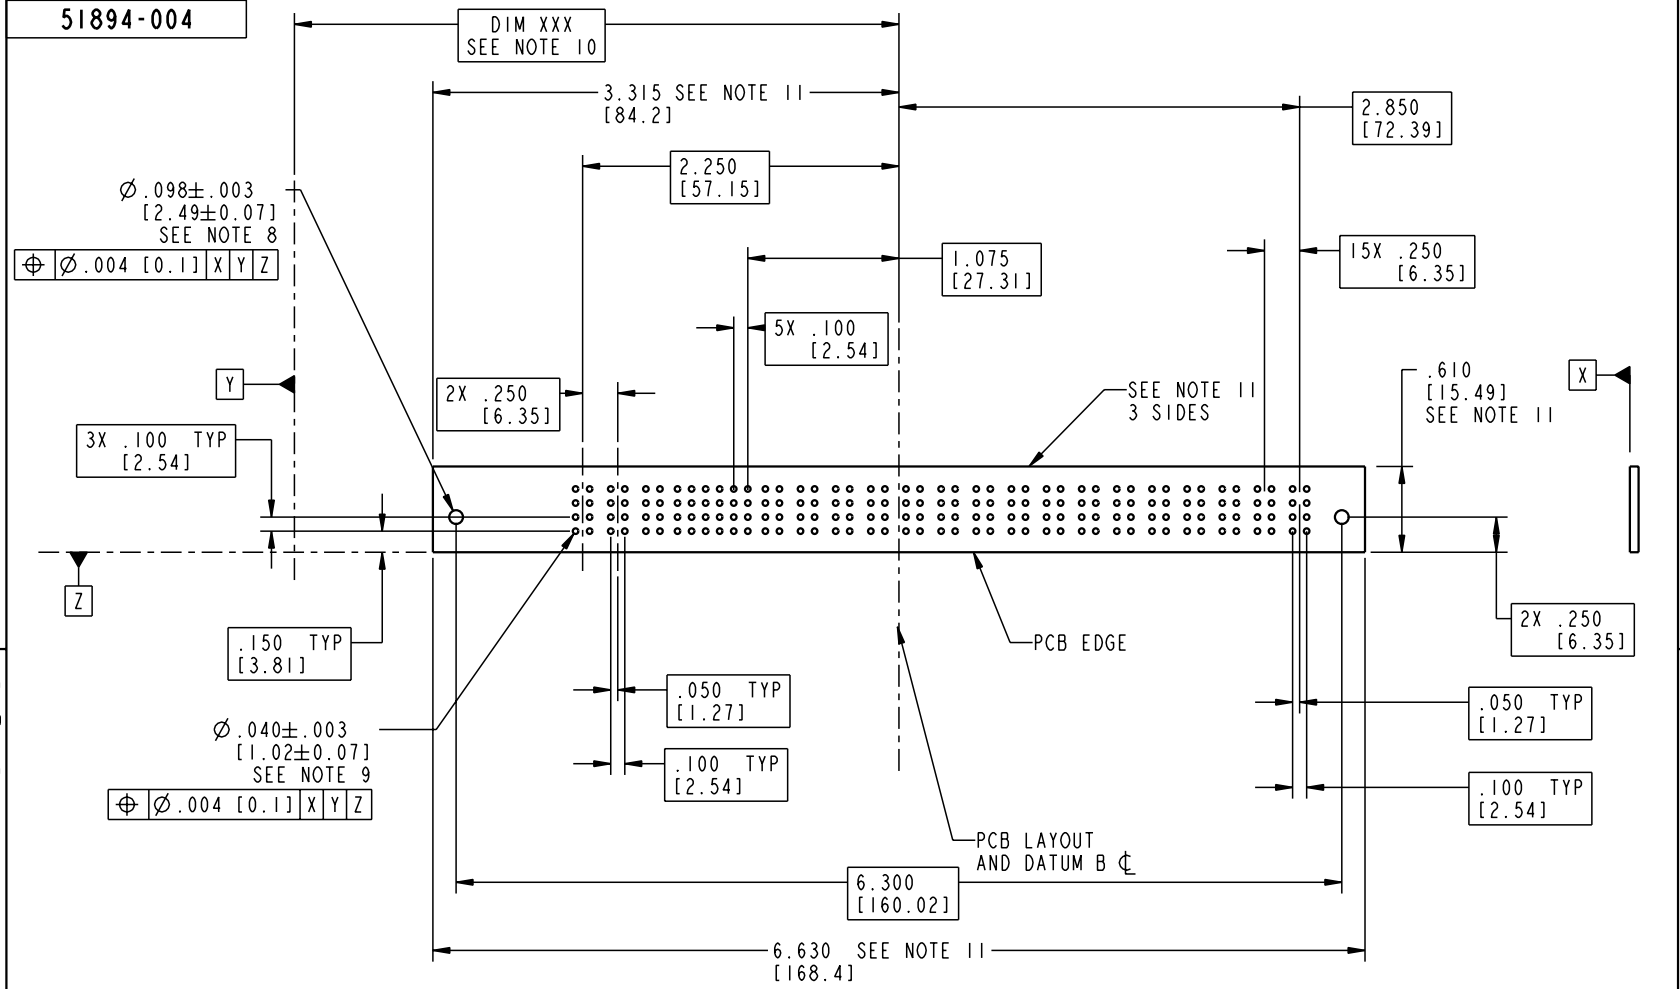 51894-004
DIM XXX
SEE NOTE 10
3.315 SEE NOTE 11
[84.2]
2.850
[72.39]
2.250
[57.15]
Ø.098±.003
[2.49±0.07]
SEE NOTE 8
⌖ Ø.004 [0.1] X Y Z
1.075
[27.31]
15X .250
[6.35]
5X .100
[2.54]
Y
2X .250
[6.35]
SEE NOTE 11
3 SIDES
.610
[15.49]
SEE NOTE 11
X
3X .100 TYP
[2.54]
Z
.150 TYP
[3.81]
PCB EDGE
2X .250
[6.35]
.050 TYP
[1.27]
.050 TYP
[1.27]
Ø.040±.003
[1.02±0.07]
SEE NOTE 9
⌖ Ø.004 [0.1] X Y Z
.100 TYP
[2.54]
.100 TYP
[2.54]
PCB LAYOUT
AND DATUM B ℄
6.300
[160.02]
6.630 SEE NOTE 11
[168.4]